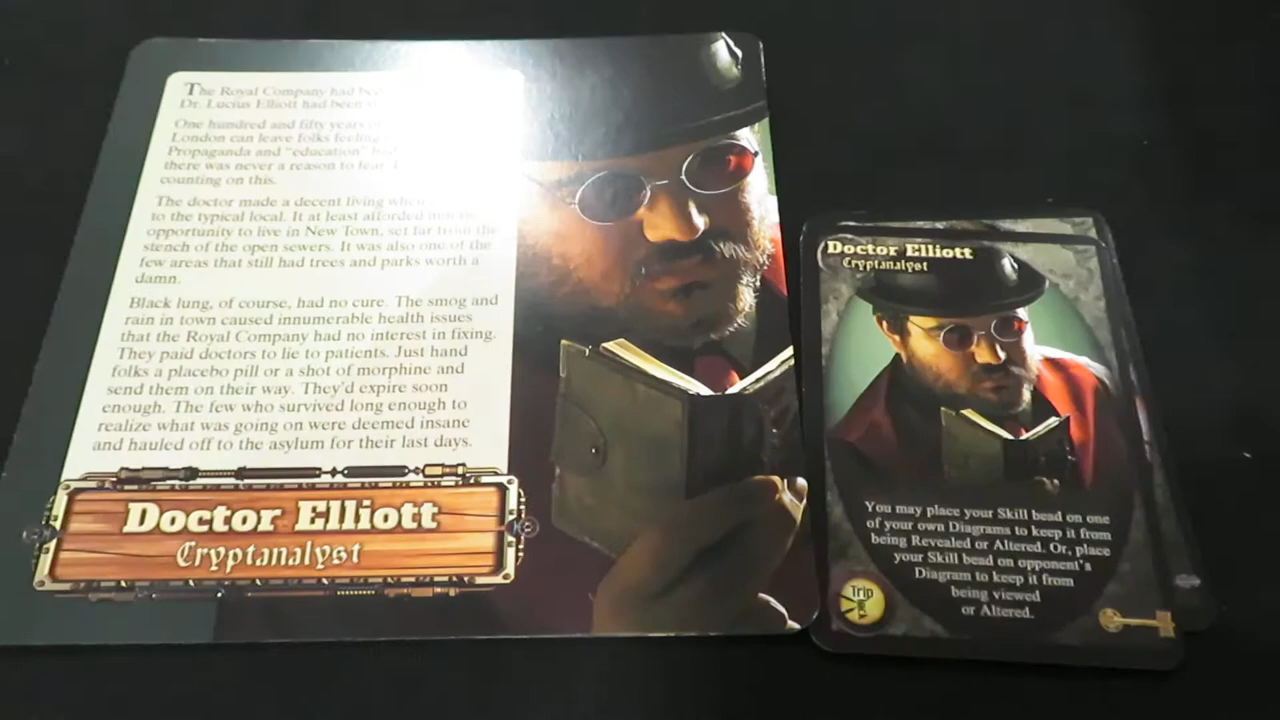 The Royal Company had
Dr. Lucius Elliott had been
One hundred and fifty years
London can leave folks feeling
Propaganda and "education"
there was never a reason to fear
counting on this.
The doctor made a decent living when
to the typical local. It at least afforded
opportunity to live in New Town, set far from the
stench of the open sewers. It was also one of the
few areas that still had trees and parks worth a
damn.
Black lung, of course, had no cure. The smog and
rain in town caused innumerable health issues
that the Royal Company had no interest in fixing.
They paid doctors to lie to patients. Just hand
folks a placebo pill or a shot of morphine and
send them on their way. They'd expire soon
enough. The few who survived long enough to
realize what was going on were deemed insane
and hauled off to the asylum for their last days.
Doctor Elliott
Cryptanalyst
Doctor Elliott
Cryptanalyst
You may place your Skill bead on one
of your own Diagrams to keep it from
being Revealed or Altered. Or, place
your Skill bead on opponent's
Diagram to keep it from
being viewed
or Altered.
Trip